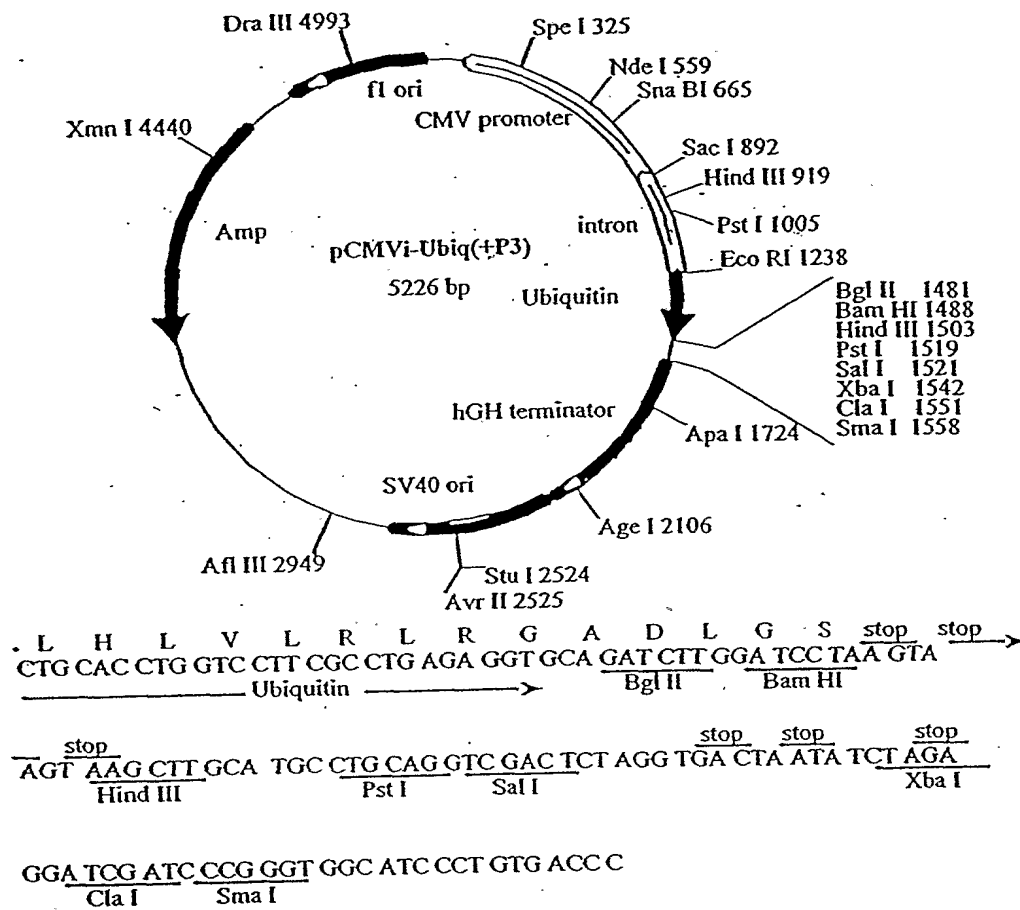 Dra III 4993
Spe I 325
Nde I 559
Sna BI 665
f1 ori
CMV promoter
Xmn I 4440
Sac I 892
Hind III 919
Amp
intron
Pst I 1005
pCMVi-Ubiq(+P3)
5226 bp
Eco RI 1238
Ubiquitin
Bgl II 1481
Bam HI 1488
Hind III 1503
Pst I 1519
Sal I 1521
Xba I 1542
Cla I 1551
Sma I 1558
hGH terminator
Apa I 1724
SV40 ori
Age I 2106
Afl III 2949
Stu I 2524
Avr II 2525
L H L V L R L R G A D L G S stop stop
CTG CAC CTG GTC CTT CGC CTG AGA GGT GCA GAT CTT GGA TCC TAA GTA
Ubiquitin Bgl II Bam HI
stop stop stop stop
AGT AAG CTT GCA TGC CTG CAG GTC GAC TCT AGG TGA CTA ATA TCT AGA
Hind III Pst I Sal I Xba I
GGA TCG ATC CCG GGT GGC ATC CCT GTG ACC C
Cla I Sma I